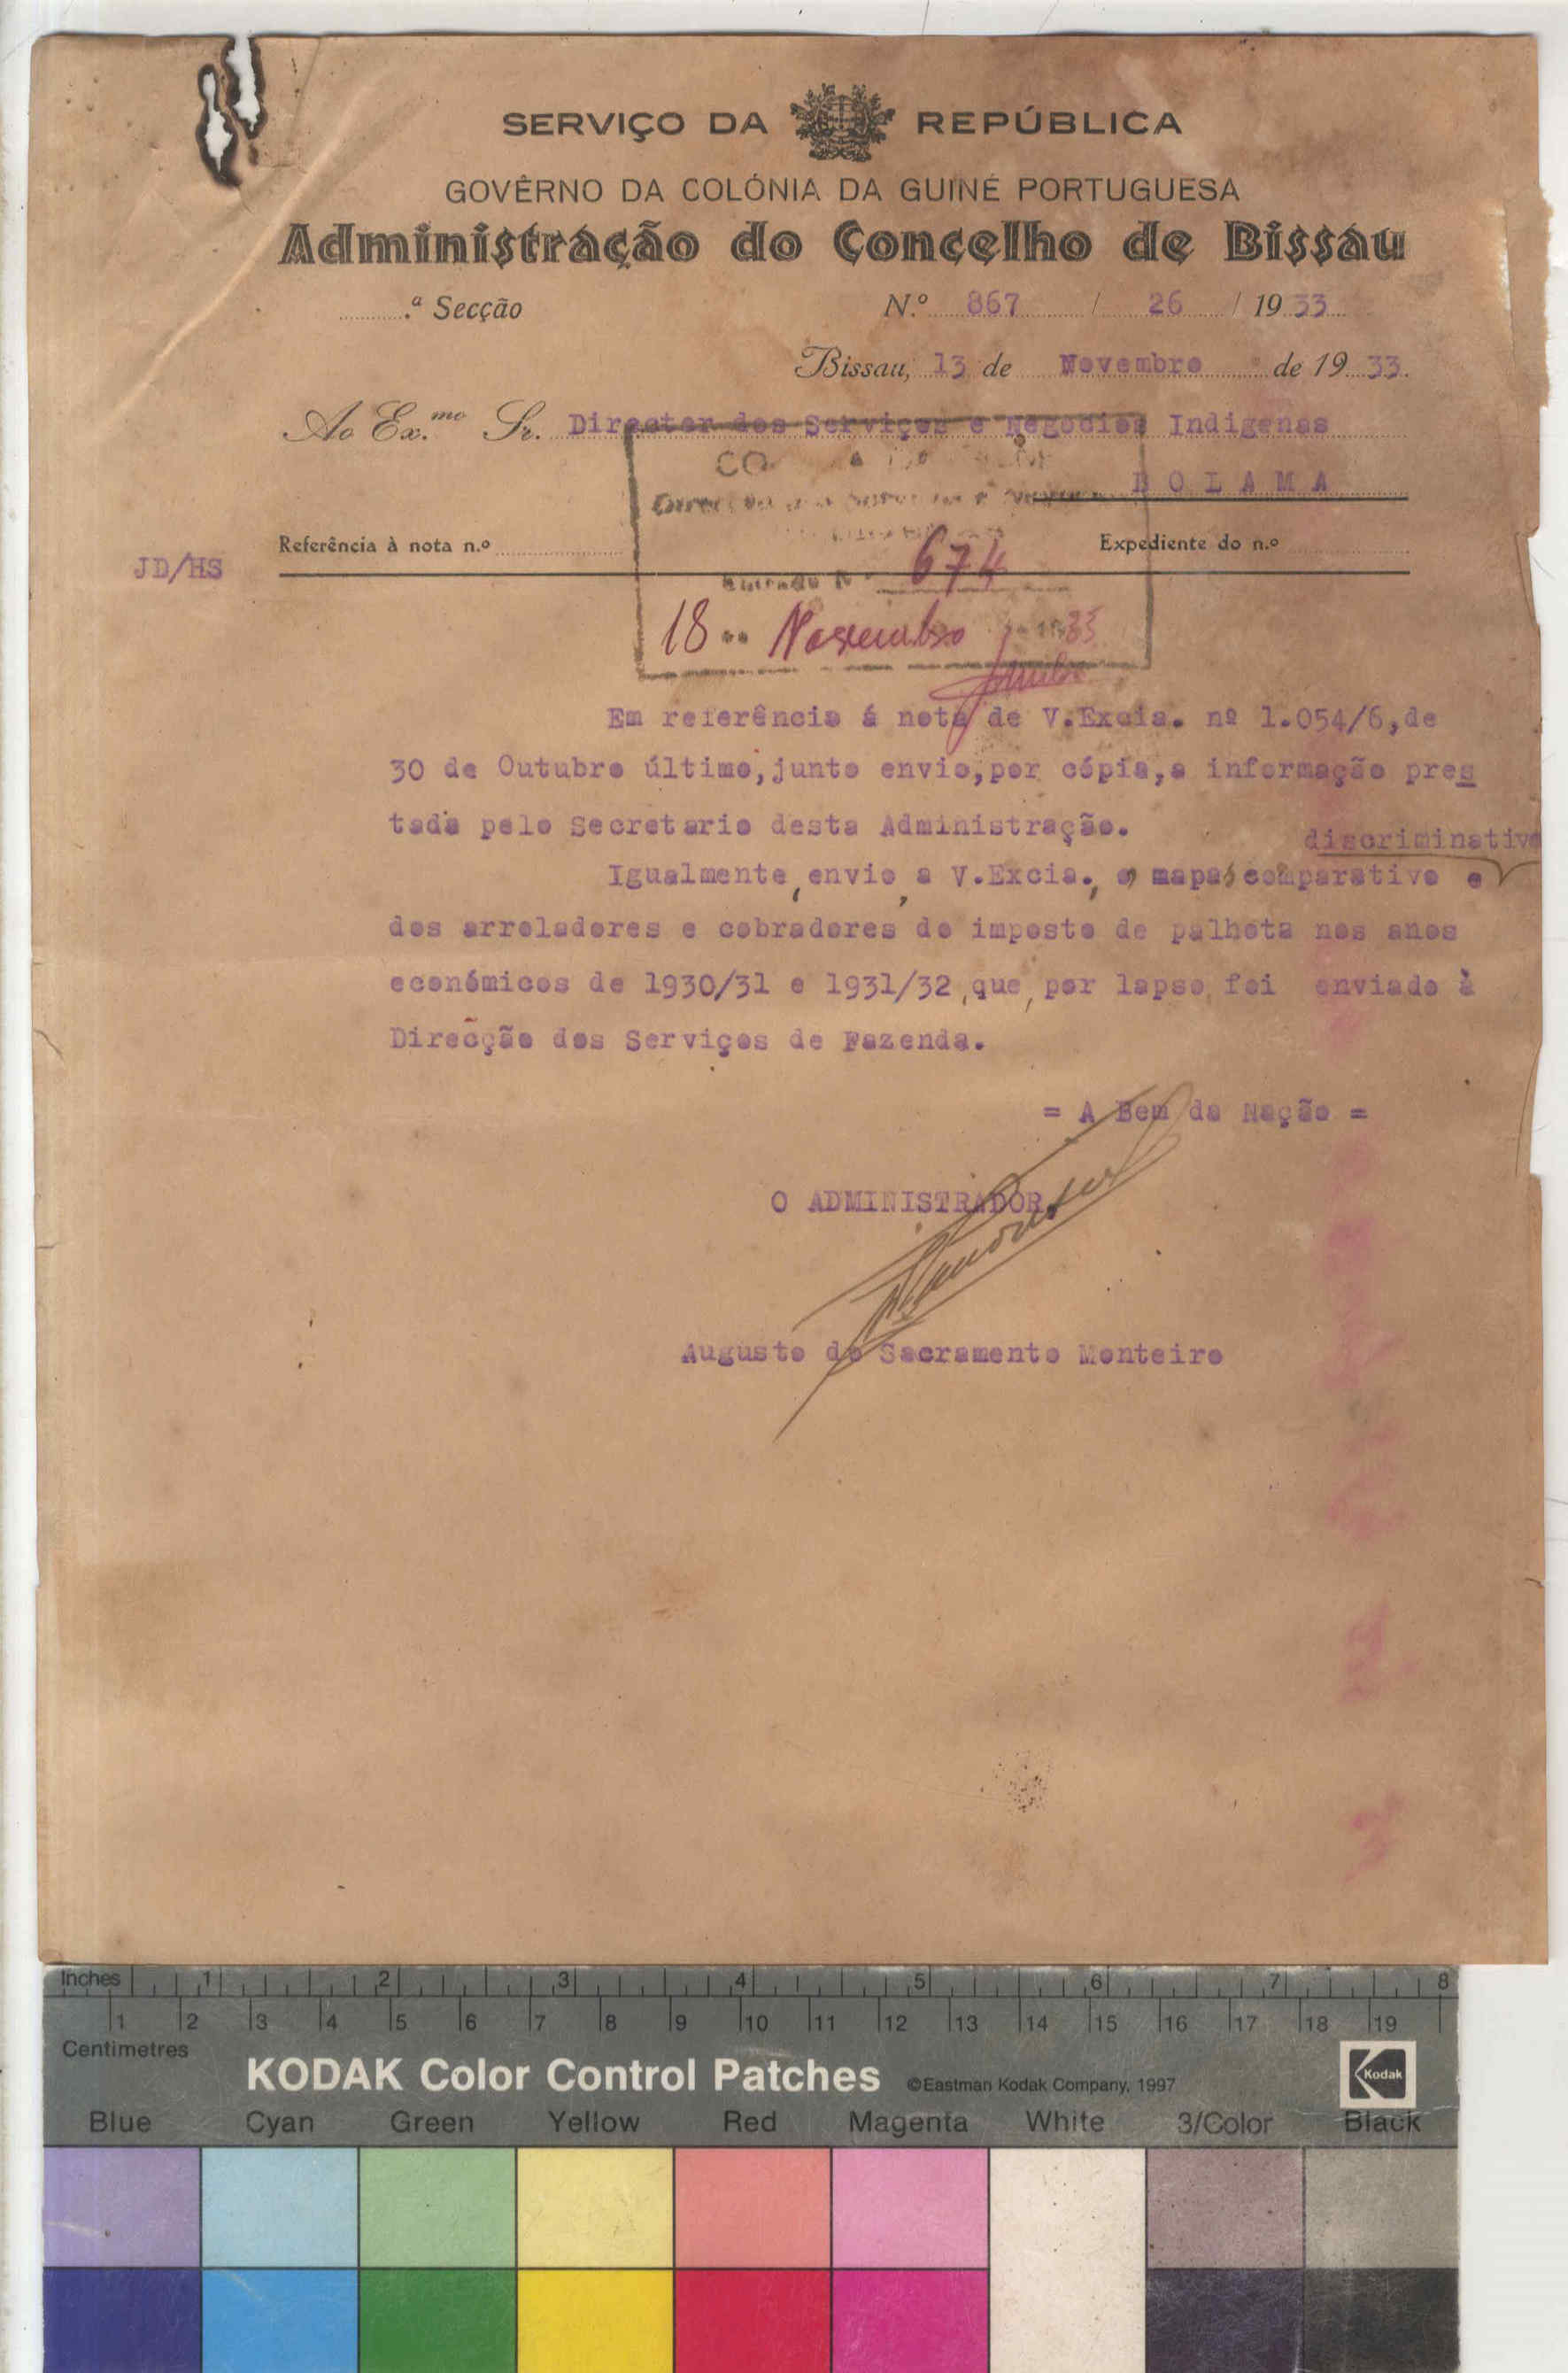 SERVIÇO DA REPÚBLICA
GOVÊRNO DA COLÓNIA DA GUINÉ PORTUGUESA
Administração do Concelho de Bissau
.ª Secção
N.º 867 / 26 / 1933
Bissau, 13 de Novembro de 1933.
Ao Ex.mo Sr. Director dos Serviços e Negocios Indigenas
BOLAMA
Referência à nota n.º
Expediente do n.º
JD/HS
Entrada N.º 674
18 de Novembro de 1933
Em referência á nota de V.Excia. nº 1.054/6,de
30 de Outubro último,junto envio,por cópia,a informação pres
tada pelo Secretario desta Administração.
discriminativo
Igualmente, envio, a V.Excia., o mapa, comparativo e
dos arroladores e cobradores do imposto de palhota nos anos
económicos de 1930/31 e 1931/32,que, por lapso, foi enviado à
Direcção dos Serviços de Fazenda.
= A Bem da Nação =
O ADMINISTRADOR,
Augusto do Sacramento Monteiro
Inches 1 2 3 4 5 6 7 8
1 2 3 4 5 6 7 8 9 10 11 12 13 14 15 16 17 18 19
Centimetres
KODAK Color Control Patches ©Eastman Kodak Company, 1997 Kodak
Blue Cyan Green Yellow Red Magenta White 3/Color Black